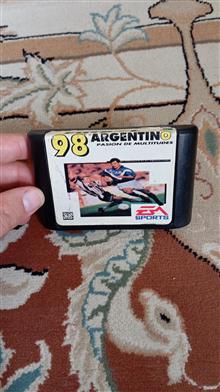 98 ARGENTINO
PASION DE MULTITUDES
EA
SPORTS